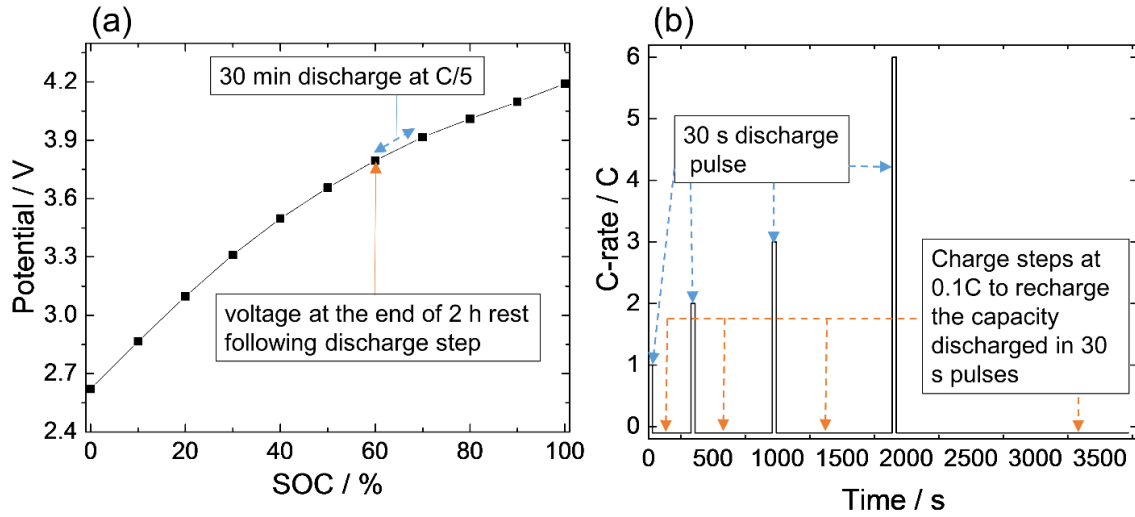 (a)
30 min discharge at C/5
voltage at the end of 2 h rest
following discharge step
Potential / V
4.2
3.9
3.6
3.3
3.0
2.7
2.4
0
20
40
60
80
100
SOC / %
(b)
30 s discharge
pulse
Charge steps at
0.1C to recharge
the capacity
discharged in 30
s pulses
C-rate / C
6
5
4
3
2
1
0
0
500
1000
1500
2000
2500
3000
3500
Time / s